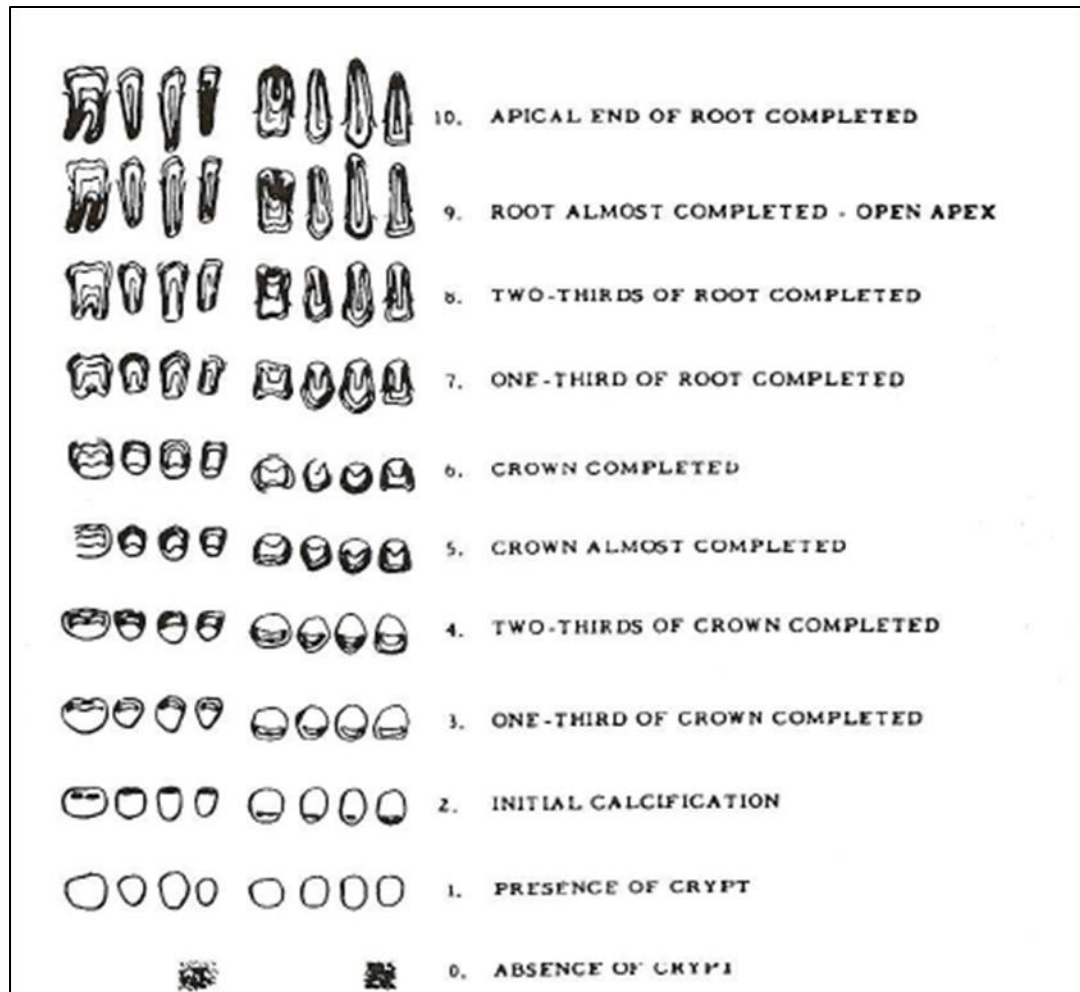 10. APICAL END OF ROOT COMPLETED
9. ROOT ALMOST COMPLETED - OPEN APEX
8. TWO-THIRDS OF ROOT COMPLETED
7. ONE-THIRD OF ROOT COMPLETED
6. CROWN COMPLETED
5. CROWN ALMOST COMPLETED
4. TWO-THIRDS OF CROWN COMPLETED
3. ONE-THIRD OF CROWN COMPLETED
2. INITIAL CALCIFICATION
1. PRESENCE OF CRYPT
0. ABSENCE OF CRYPT